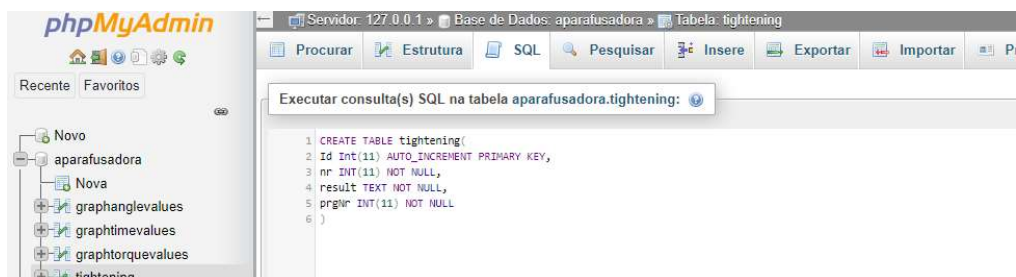 phpMyAdmin
Recente Favoritos
Novo
aparafusadora
Nova
graphanglevalues
graphtimevalues
graphtorquevalues
tightening
Servidor: 127.0.0.1 » Base de Dados: aparafusadora » Tabela: tightening
Procurar Estrutura SQL Pesquisar Insere Exportar Importar
Executar consulta(s) SQL na tabela aparafusadora.tightening:
1 CREATE TABLE tightening(
2 Id Int(11) AUTO_INCREMENT PRIMARY KEY,
3 nr INT(11) NOT NULL,
4 result TEXT NOT NULL,
5 prgNr INT(11) NOT NULL
6 )